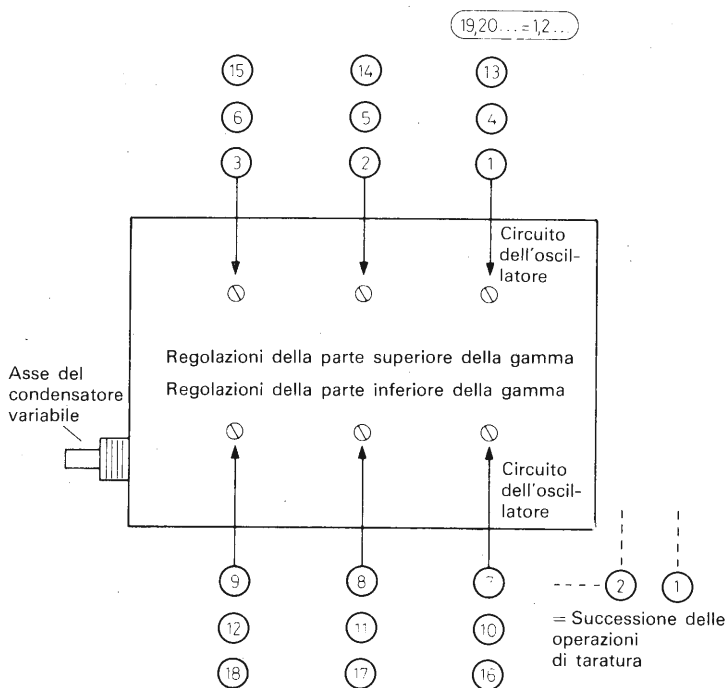 19,20...=1,2...
15 14 13
6 5 4
3 2 1
Circuito
dell'oscil-
latore
Regolazioni della parte superiore della gamma
Regolazioni della parte inferiore della gamma
Asse del
condensatore
variabile
Circuito
dell'oscil-
latore
9 8 7
12 11 10
18 17 16
2 1
= Successione delle
operazioni
di taratura